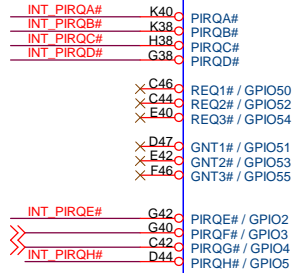 INT_PIRQA# K40 PIRQA#
INT_PIRQB# K38 PIRQB#
INT_PIRQC# H38 PIRQC#
INT_PIRQD# G38 PIRQD#
C46 REQ1# / GPIO50
C44 REQ2# / GPIO52
E40 REQ3# / GPIO54
D47 GNT1# / GPIO51
E42 GNT2# / GPIO53
F46 GNT3# / GPIO55
INT_PIRQE# G42 PIRQE# / GPIO2
G40 PIRQF# / GPIO3
C42 PIRQG# / GPIO4
INT_PIRQH# D44 PIRQH# / GPIO5